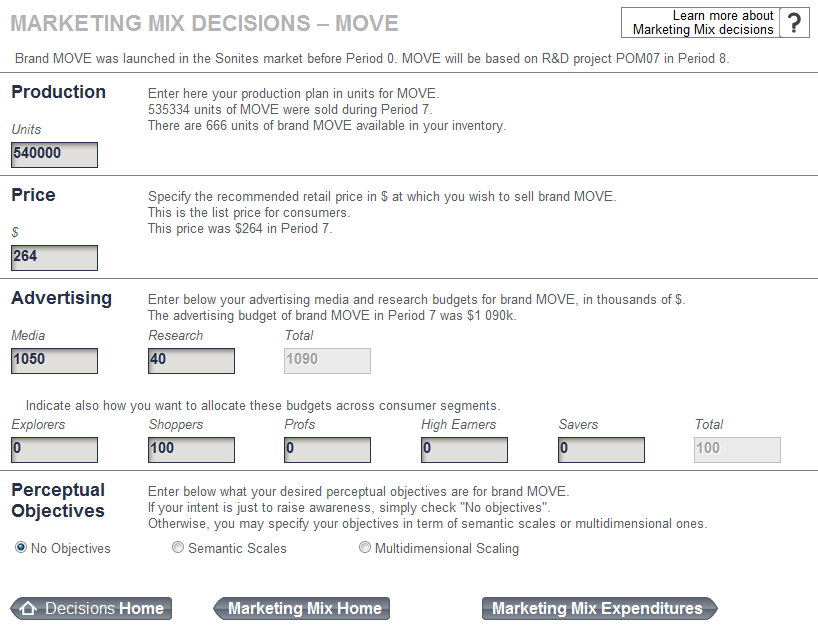 MARKETING MIX DECISIONS – MOVE
Learn more about
Marketing Mix decisions
?
Brand MOVE was launched in the Sonites market before Period 0. MOVE will be based on R&D project POM07 in Period 8.
Production
Enter here your production plan in units for MOVE.
535334 units of MOVE were sold during Period 7.
There are 666 units of brand MOVE available in your inventory.
Units
540000
Price
Specify the recommended retail price in $ at which you wish to sell brand MOVE.
This is the list price for consumers.
This price was $264 in Period 7.
$
264
Advertising
Enter below your advertising media and research budgets for brand MOVE, in thousands of $.
The advertising budget of brand MOVE in Period 7 was $1 090k.
Media Research Total
1050 40 1090
Indicate also how you want to allocate these budgets across consumer segments.
Explorers Shoppers Profs High Earners Savers Total
0 100 0 0 0 100
Perceptual
Objectives
Enter below what your desired perceptual objectives are for brand MOVE.
If your intent is just to raise awareness, simply check "No objectives".
Otherwise, you may specify your objectives in term of semantic scales or multidimensional ones.
No Objectives Semantic Scales Multidimensional Scaling
Decisions Home Marketing Mix Home Marketing Mix Expenditures